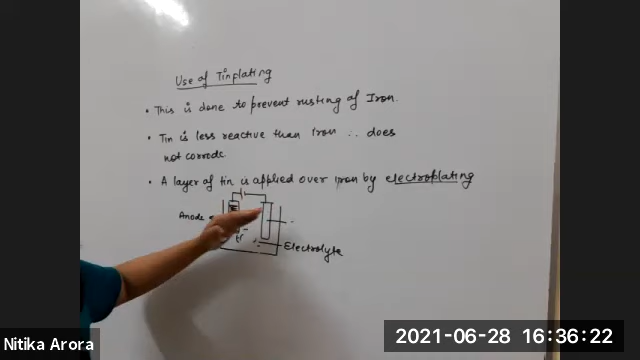 Use of Tinplating
• This is done to prevent rusting of Iron.
• Tin is less reactive than Iron ∴ does
not corrode
• A layer of tin is applied over iron by electroplating
Anode
Electrolyte
Nitika Arora
2021-06-28 16:36:22